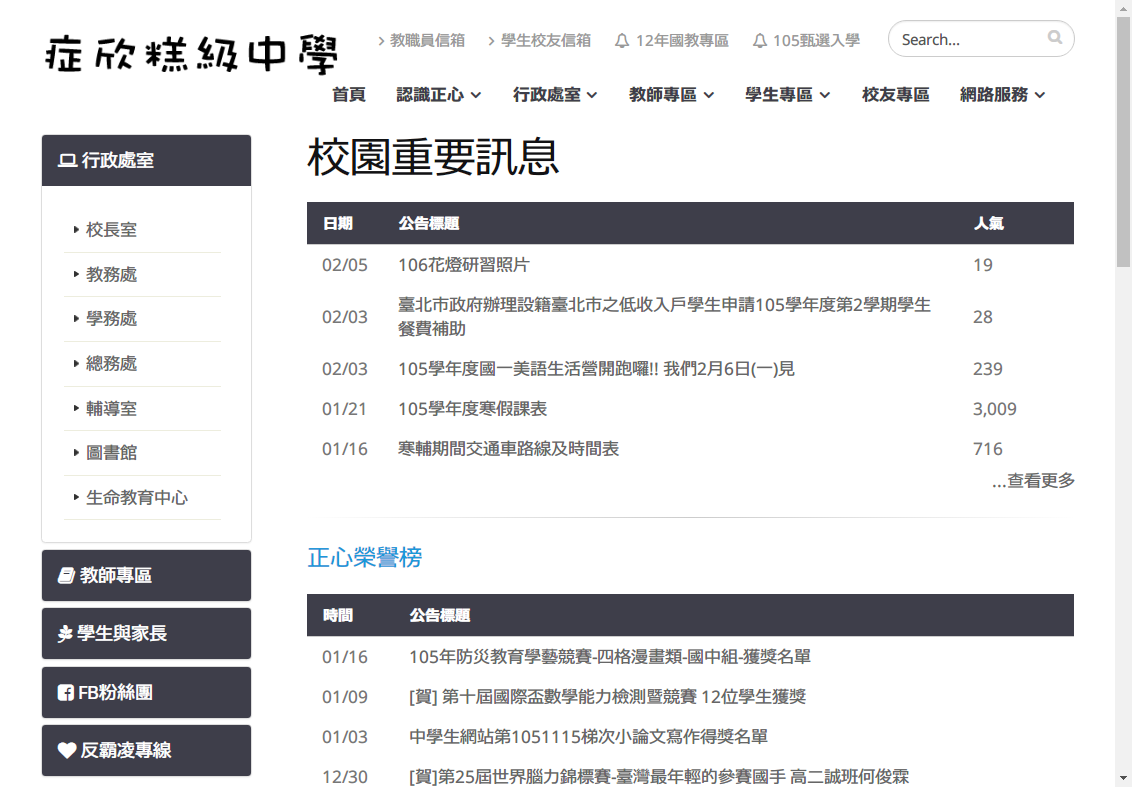 症欣糕級中學
教職員信箱 學生校友信箱 12年國教專區 105甄選入學 Search...
首頁 認識正心 行政處室 教師專區 學生專區 校友專區 網路服務
行政處室
校長室
教務處
學務處
總務處
輔導室
圖書館
生命教育中心
教師專區
學生與家長
FB粉絲團
反霸凌專線
校園重要訊息
日期 公告標題 人氣
02/05 106花燈研習照片 19
02/03 臺北市政府辦理設籍臺北市之低收入戶學生申請105學年度第2學期學生
餐費補助 28
02/03 105學年度國一美語生活營開跑囉!! 我們2月6日(一)見 239
01/21 105學年度寒假課表 3,009
01/16 寒輔期間交通車路線及時間表 716
...查看更多
正心榮譽榜
時間 公告標題
01/16 105年防災教育學藝競賽-四格漫畫類-國中組-獲獎名單
01/09 [賀] 第十屆國際盃數學能力檢測暨競賽 12位學生獲獎
01/03 中學生網站第1051115梯次小論文寫作得獎名單
12/30 [賀]第25屆世界腦力錦標賽-臺灣最年輕的參賽國手 高二誠班何俊霖